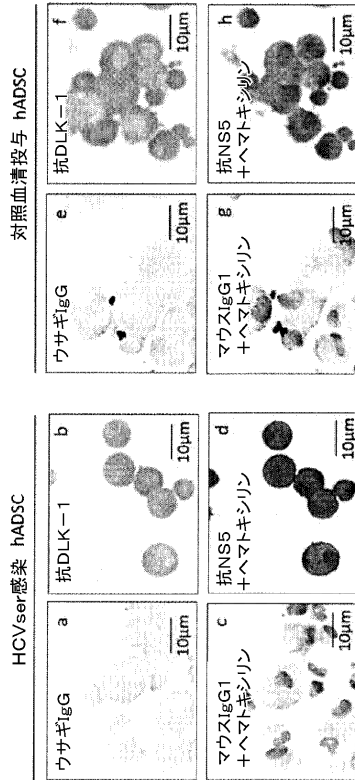 HCVser感染 hADSC
a
ウサギIgG
10μm
b
抗DLK-1
10μm
c
マウスIgG1
+ヘマトキシリン
10μm
d
抗NS5
+ヘマトキシリン
10μm
対照血清投与 hADSC
e
ウサギIgG
10μm
f
抗DLK-1
10μm
g
マウスIgG1
+ヘマトキシリン
10μm
h
抗NS5
+ヘマトキシリン
10μm